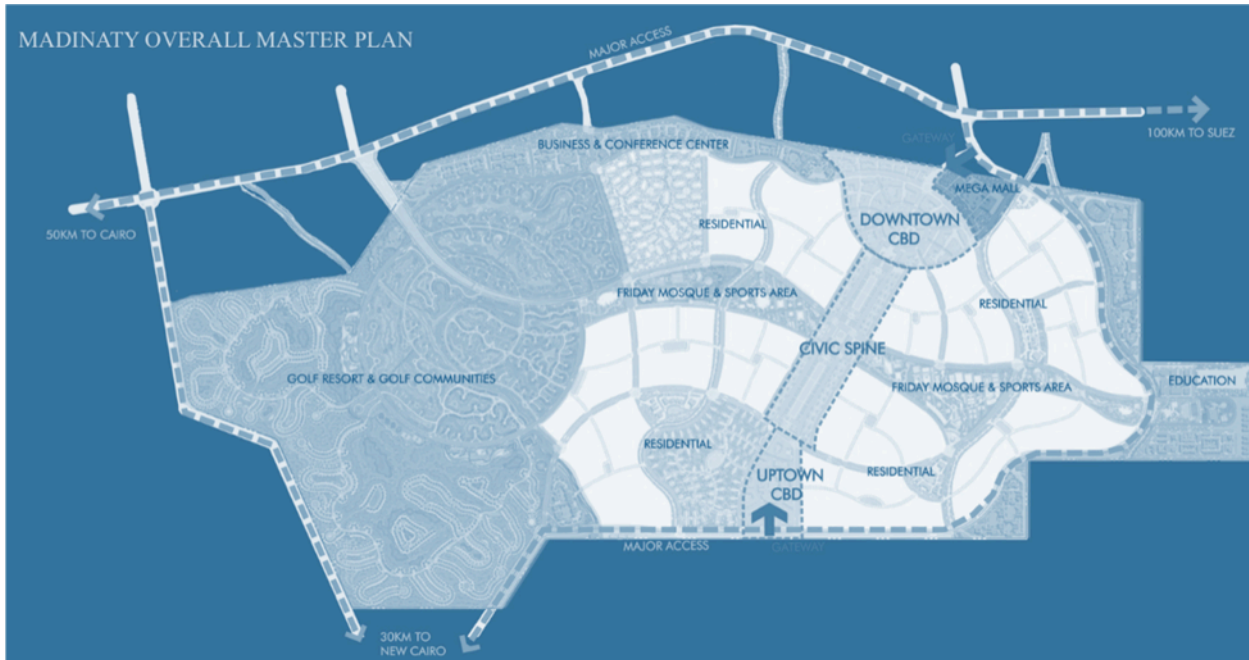 MADINATY OVERALL MASTER PLAN
MAJOR ACCESS
100KM TO SUEZ
GATEWAY
BUSINESS & CONFERENCE CENTER
MEGA MALL
50KM TO CAIRO
RESIDENTIAL
DOWNTOWN
CBD
FRIDAY MOSQUE & SPORTS AREA
RESIDENTIAL
CIVIC SPINE
GOLF RESORT & GOLF COMMUNITIES
FRIDAY MOSQUE & SPORTS AREA
EDUCATION
RESIDENTIAL
UPTOWN
CBD
RESIDENTIAL
MAJOR ACCESS
GATEWAY
30KM TO
NEW CAIRO